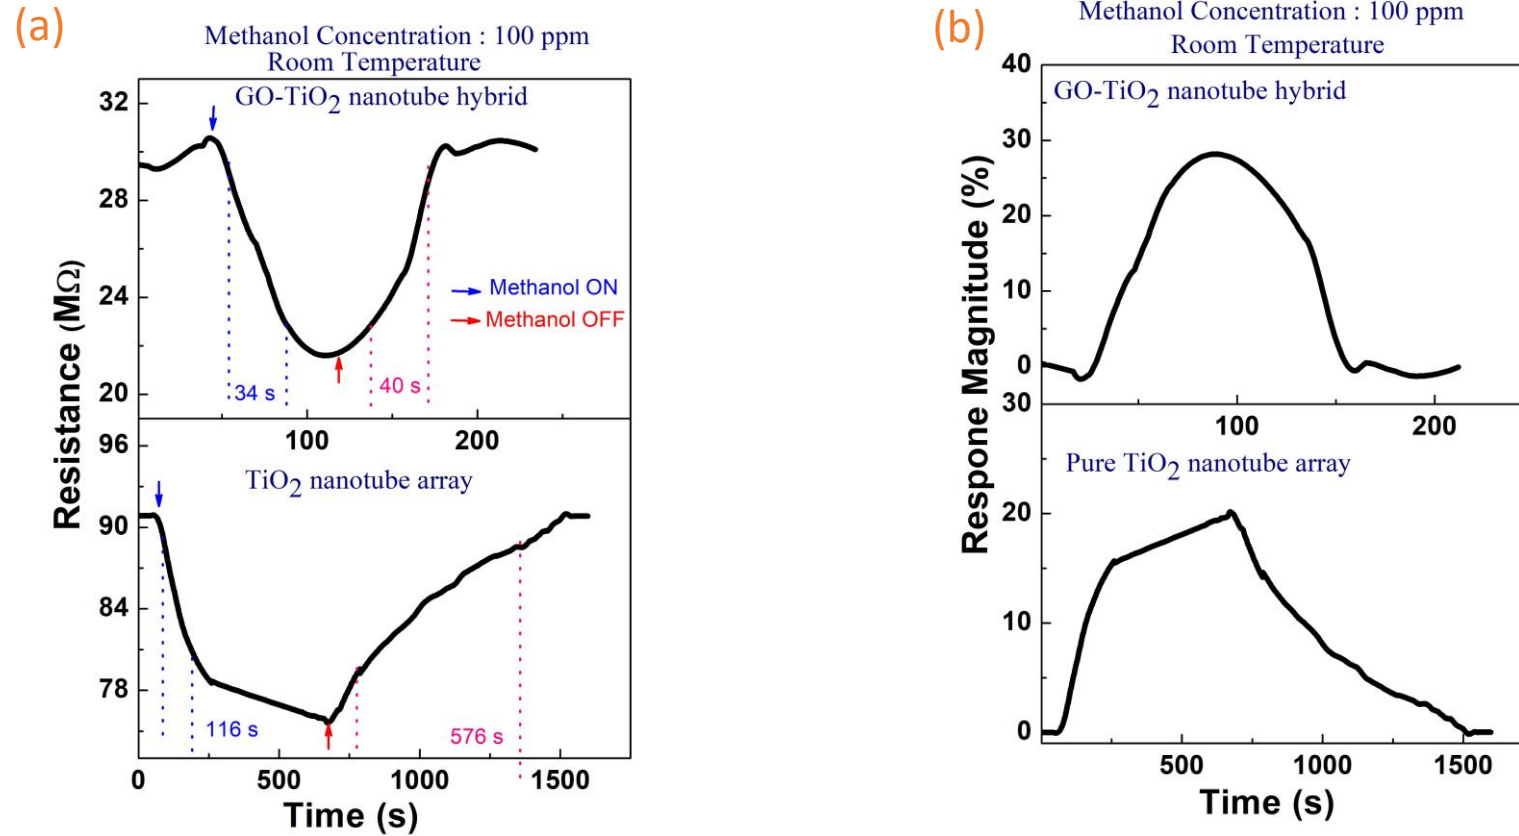 (a)
Methanol Concentration : 100 ppm
Room Temperature
GO-TiO2 nanotube hybrid
32
28
24
20
Methanol ON
Methanol OFF
34 s
40 s
100
200
Resistance (MΩ)
96
90
84
78
TiO2 nanotube array
116 s
576 s
0
500
1000
1500
Time (s)
(b)
Methanol Concentration : 100 ppm
Room Temperature
GO-TiO2 nanotube hybrid
40
30
20
10
0
30
100
200
Respone Magnitude (%)
Pure TiO2 nanotube array
20
10
0
500
1000
1500
Time (s)